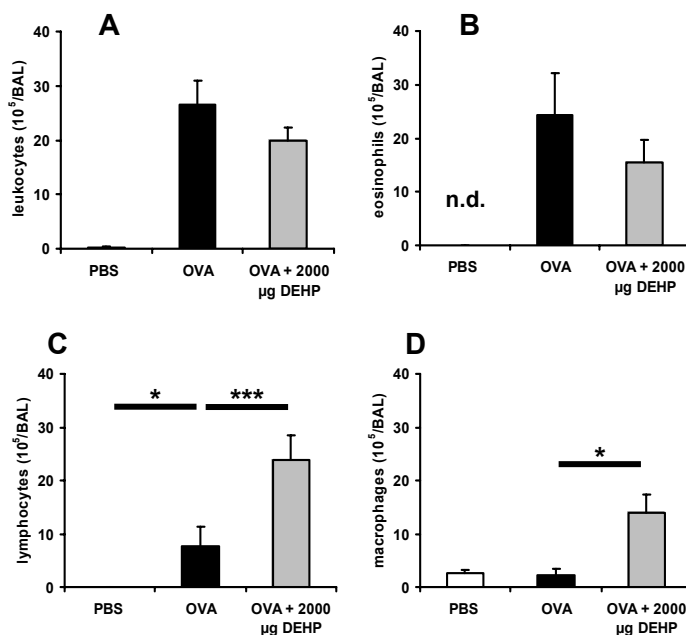 A
leukocytes (10⁵/BAL)
40
30
20
10
0
PBS
OVA
OVA + 2000
µg DEHP
B
eosinophils (10⁵/BAL)
40
30
20
10
0
n.d.
PBS
OVA
OVA + 2000
µg DEHP
C
lymphocytes (10⁵/BAL)
40
30
20
10
0
*
***
PBS
OVA
OVA + 2000
µg DEHP
D
macrophages (10⁵/BAL)
40
30
20
10
0
*
PBS
OVA
OVA + 2000
µg DEHP